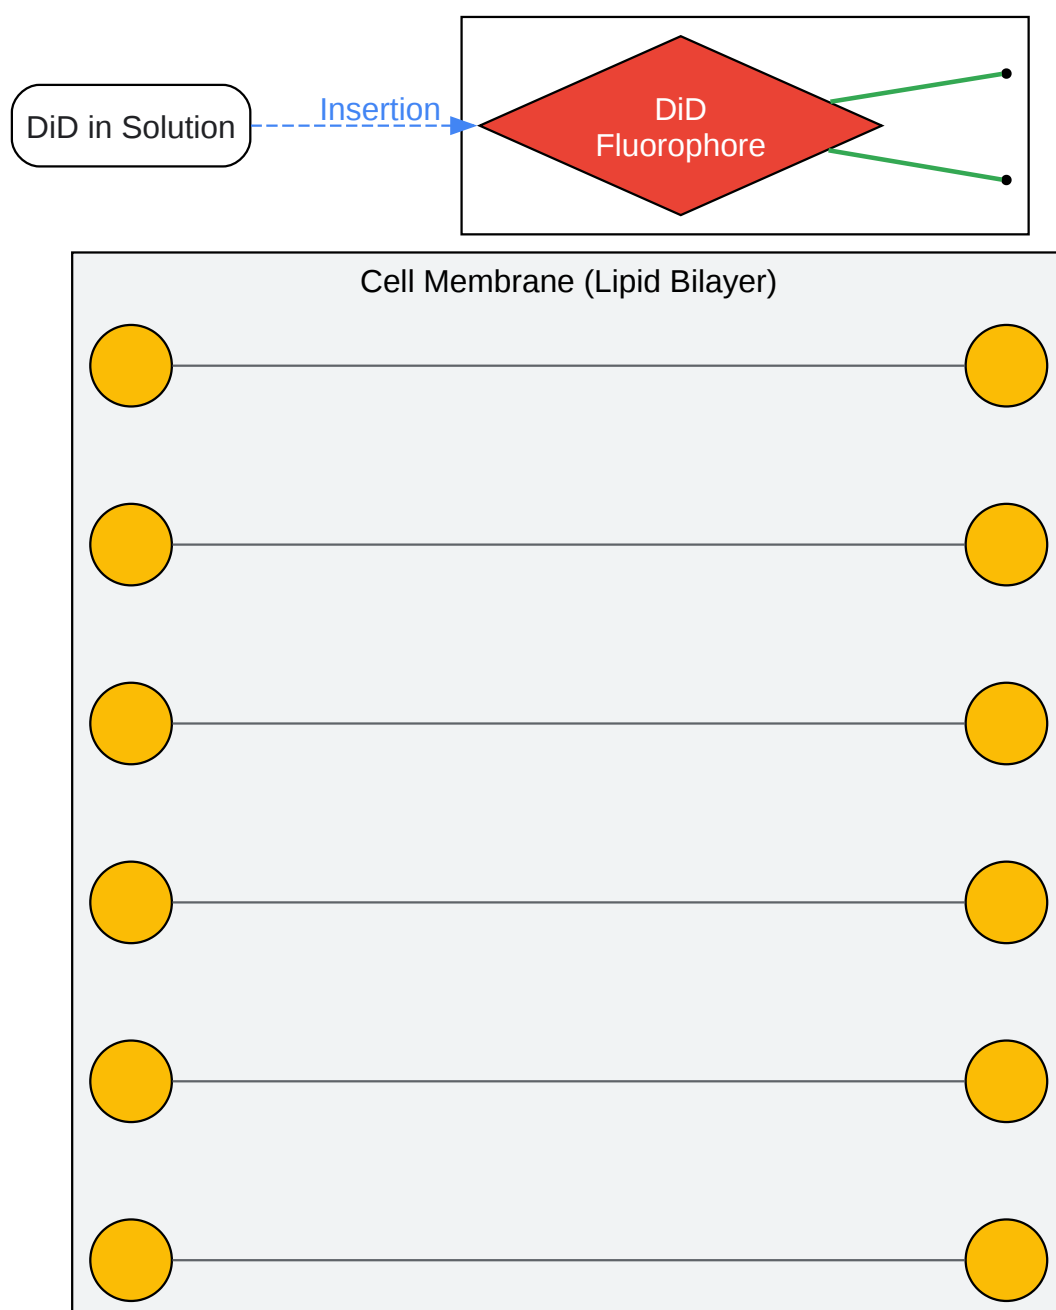 DiD in Solution
Insertion
DiD
Fluorophore
Cell Membrane (Lipid Bilayer)